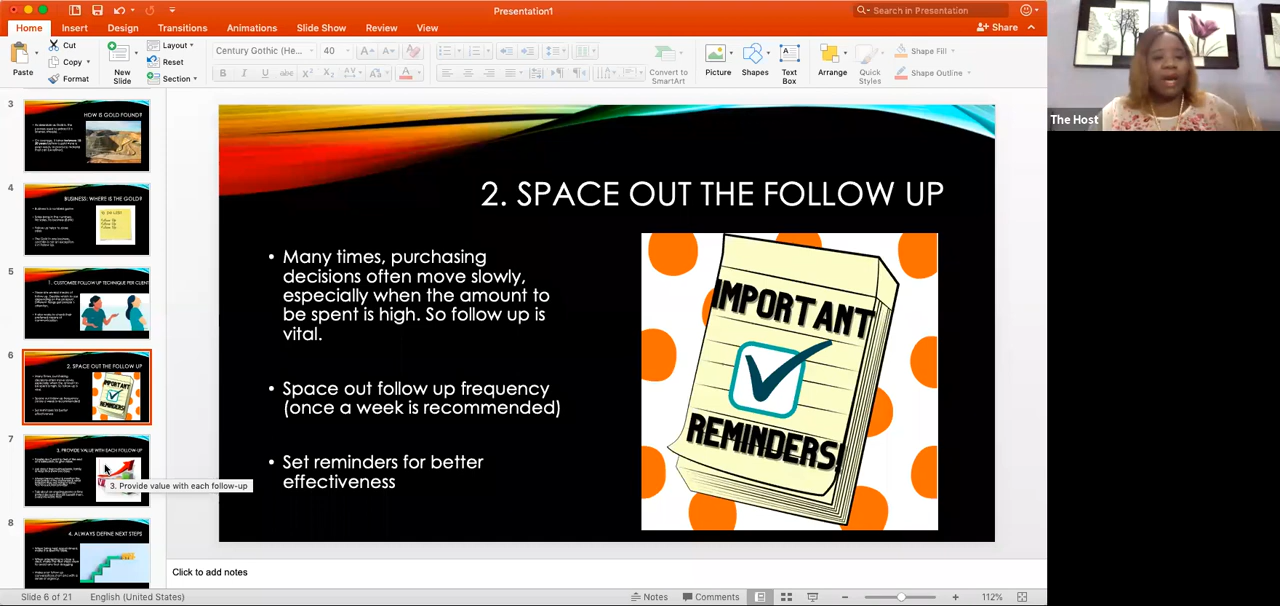 Presentation1
Search in Presentation
Home Insert Design Transitions Animations Slide Show Review View
Share
Paste
Cut
Copy
Format
New Slide
Layout
Reset
Section
Century Gothic (He...
40
Convert to SmartArt
Picture
Shapes
Text Box
Arrange
Quick Styles
Shape Fill
Shape Outline
The Host
3
HOW IS GOLD FOUND?
4
BUSINESS: WHERE IS THE GOLD?
5
1. CUSTOMIZE FOLLOW UP TECHNIQUE PER CLIENT
6
2. SPACE OUT THE FOLLOW UP
7
3. PROVIDE VALUE WITH EACH FOLLOW-UP
3. Provide value with each follow-up
8
4. ALWAYS DEFINE NEXT STEPS
2. SPACE OUT THE FOLLOW UP
• Many times, purchasing
decisions often move slowly,
especially when the amount to
be spent is high. So follow up is
vital.
• Space out follow up frequency
(once a week is recommended)
• Set reminders for better
effectiveness
IMPORTANT
REMINDERS!
Click to add notes
Slide 6 of 21 English (United States) Notes Comments 112%